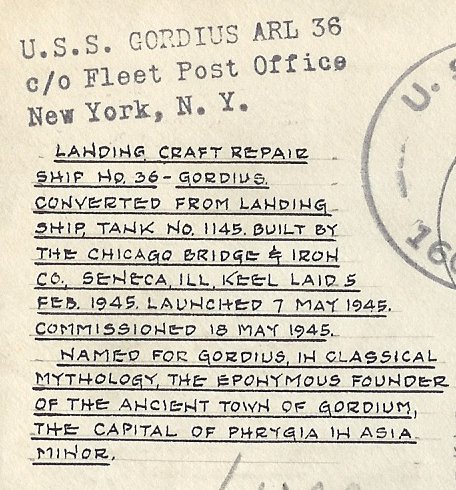 U.S.S. GORDIUS ARL 36
c/o Fleet Post Office
New York, N. Y.
LANDING CRAFT REPAIR
SHIP NO. 36 - GORDIUS.
CONVERTED FROM LANDING
SHIP, TANK NO. 1145. BUILT BY
THE CHICAGO BRIDGE & IRON
CO., SENECA, ILL, KEEL LAID 5
FEB. 1945. LAUNCHED 7 MAY 1945.
COMMISSIONED 18 MAY 1945.
NAMED FOR GORDIUS, IN CLASSICAL
MYTHOLOGY, THE EPONYMOUS FOUNDER
OF THE ANCIENT TOWN OF GORDIUM,
THE CAPITAL OF PHRYGIA IN ASIA
MINOR.
U.S